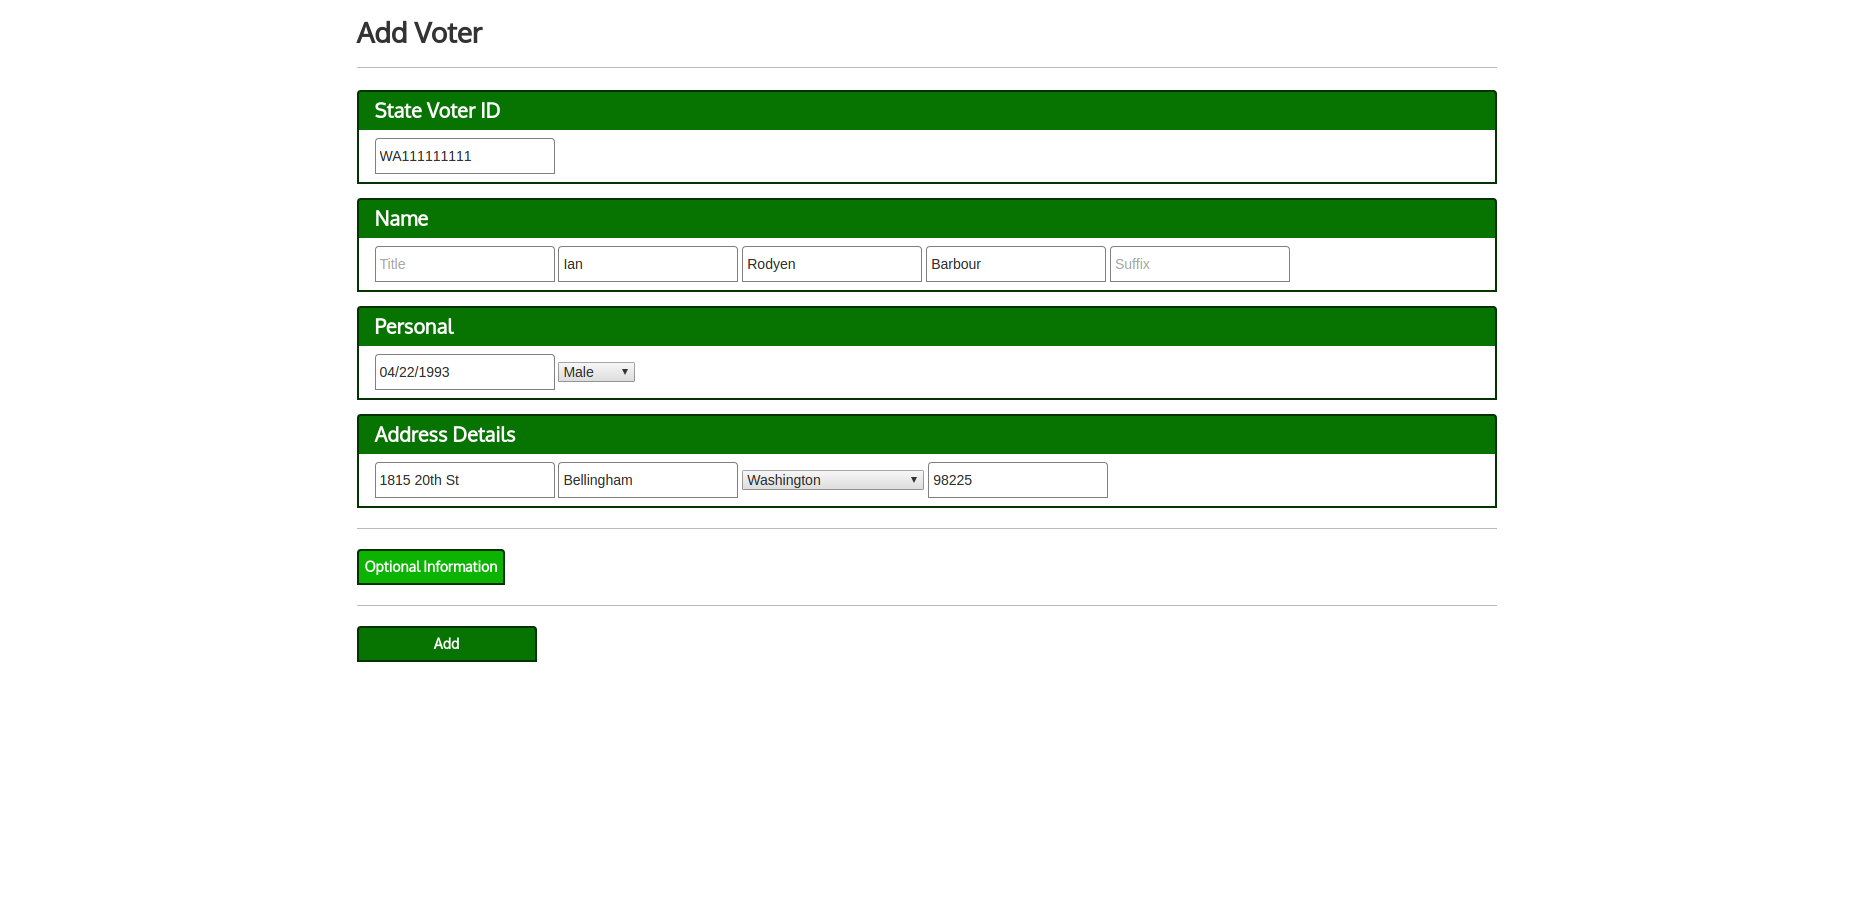 Add Voter
State Voter ID
WA111111111
Name
Title Ian Rodyen Barbour Suffix
Personal
04/22/1993 Male
Address Details
1815 20th St Bellingham Washington 98225
Optional Information
Add